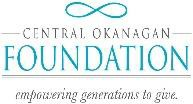 CENTRAL OKANAGAN
FOUNDATION
empowering generations to give.